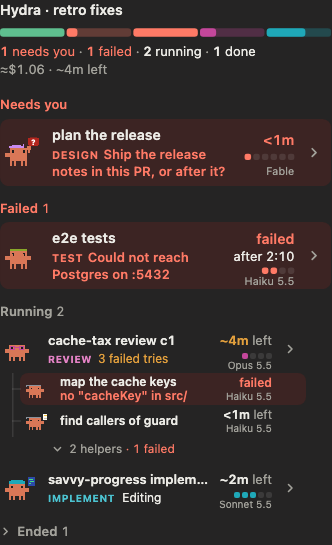 Hydra · retro fixes
1 needs you · 1 failed · 2 running · 1 done
≈$1.06 · ~4m left
Needs you
plan the release
<1m
DESIGN Ship the release
notes in this PR, or after it?
Fable
Failed 1
e2e tests
failed
TEST Could not reach
Postgres on :5432
after 2:10
Haiku 5.5
Running 2
cache-tax review c1
~4m left
REVIEW 3 failed tries
Opus 5.5
map the cache keys
failed
no "cacheKey" in src/
Haiku 5.5
find callers of guard
<1m left
Haiku 5.5
2 helpers · 1 failed
savvy-progress implem...
~2m left
IMPLEMENT Editing
Sonnet 5.5
Ended 1